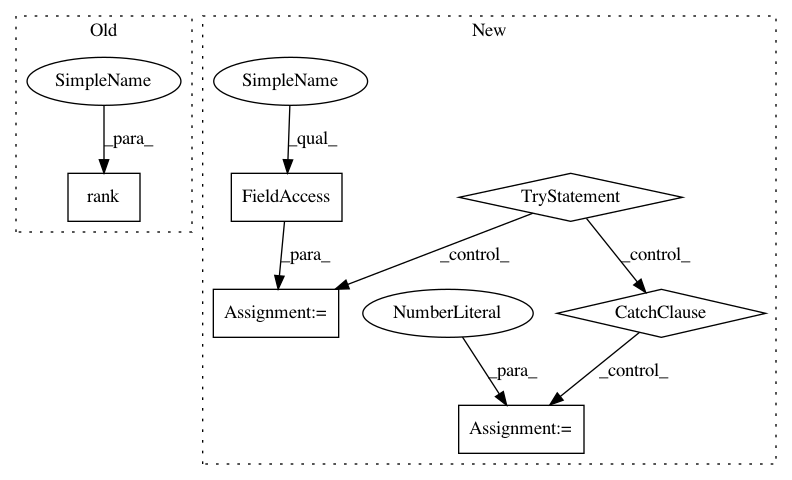 Old
New
SimpleName
SimpleName
_para_
_qual_
rank
FieldAccess
TryStatement
_para_
_control_
_control_
Assignment:=
NumberLiteral
CatchClause
_para_
_control_
Assignment:=